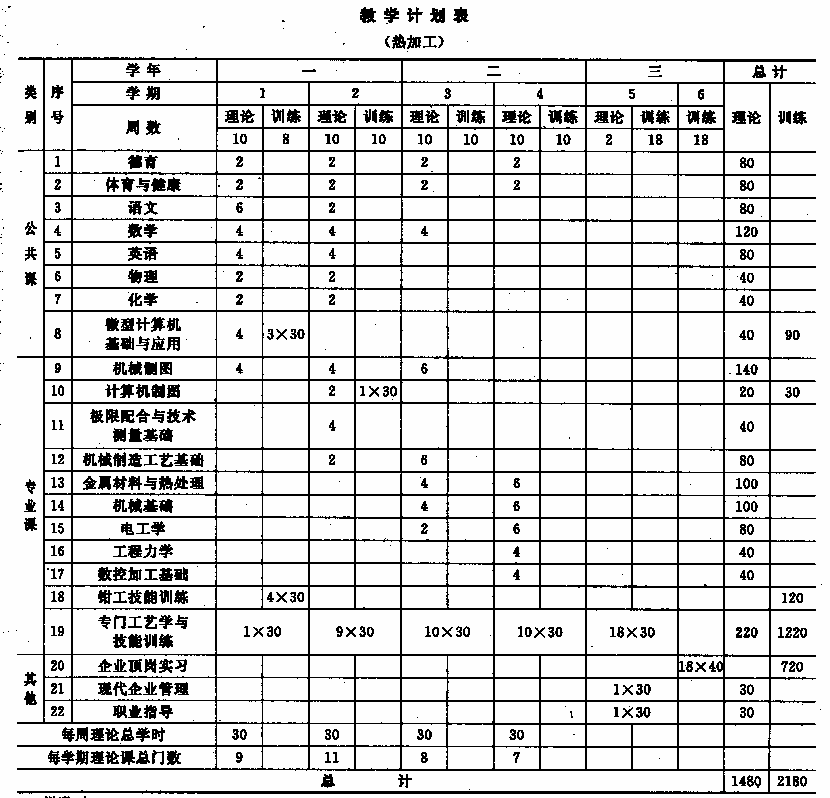 教学计划表
（热加工）
类别 序号 学年 一 二 三 总计
学期 1 2 3 4 5 6 理论 训练
周数 理论 训练 理论 训练 理论 训练 理论 训练 理论 训练 训练
10 8 10 10 10 10 10 10 2 18 18
公共课
1 德育 2 2 2 2 80
2 体育与健康 2 2 2 2 80
3 语文 6 2 80
4 数学 4 4 4 120
5 英语 4 4 80
6 物理 2 2 40
7 化学 2 2 40
8 微型计算机基础与应用 4 3×30 40 90
专业课
9 机械制图 4 4 6 140
10 计算机制图 2 1×30 20 30
11 极限配合与技术测量基础 4 40
12 机械制造工艺基础 2 6 80
13 金属材料与热处理 4 6 100
14 机械基础 4 6 100
15 电工学 2 6 80
16 工程力学 4 40
17 数控加工基础 4 40
18 钳工技能训练 4×30 120
19 专门工艺学与技能训练 1×30 9×30 10×30 10×30 18×30 220 1220
其他
20 企业顶岗实习 18×40 720
21 现代企业管理 1×30 30
22 职业指导 1×30 30
每周理论总学时 30 30 30 30
每学期理论课总门数 9 11 8 7
总计 1480 2180